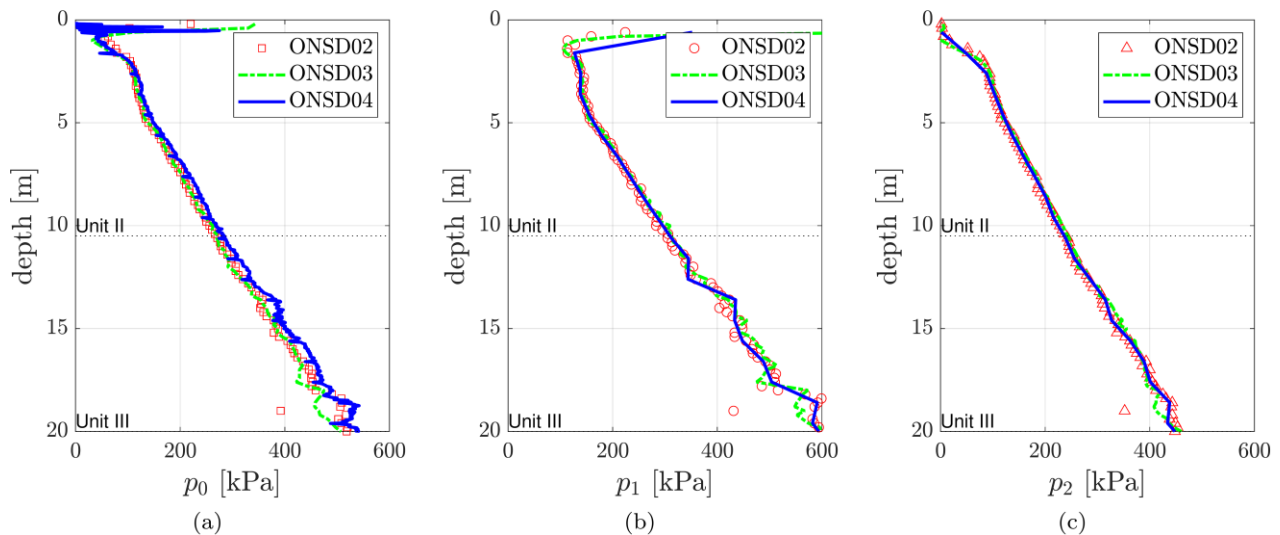 0
5
10
15
20
depth [m]
0
200
400
600
p₀ [kPa]
ONSD02
ONSD03
ONSD04
Unit II
Unit III
(a)
0
5
10
15
20
depth [m]
0
200
400
600
p₁ [kPa]
ONSD02
ONSD03
ONSD04
Unit II
Unit III
(b)
0
5
10
15
20
depth [m]
0
200
400
600
p₂ [kPa]
ONSD02
ONSD03
ONSD04
Unit II
Unit III
(c)